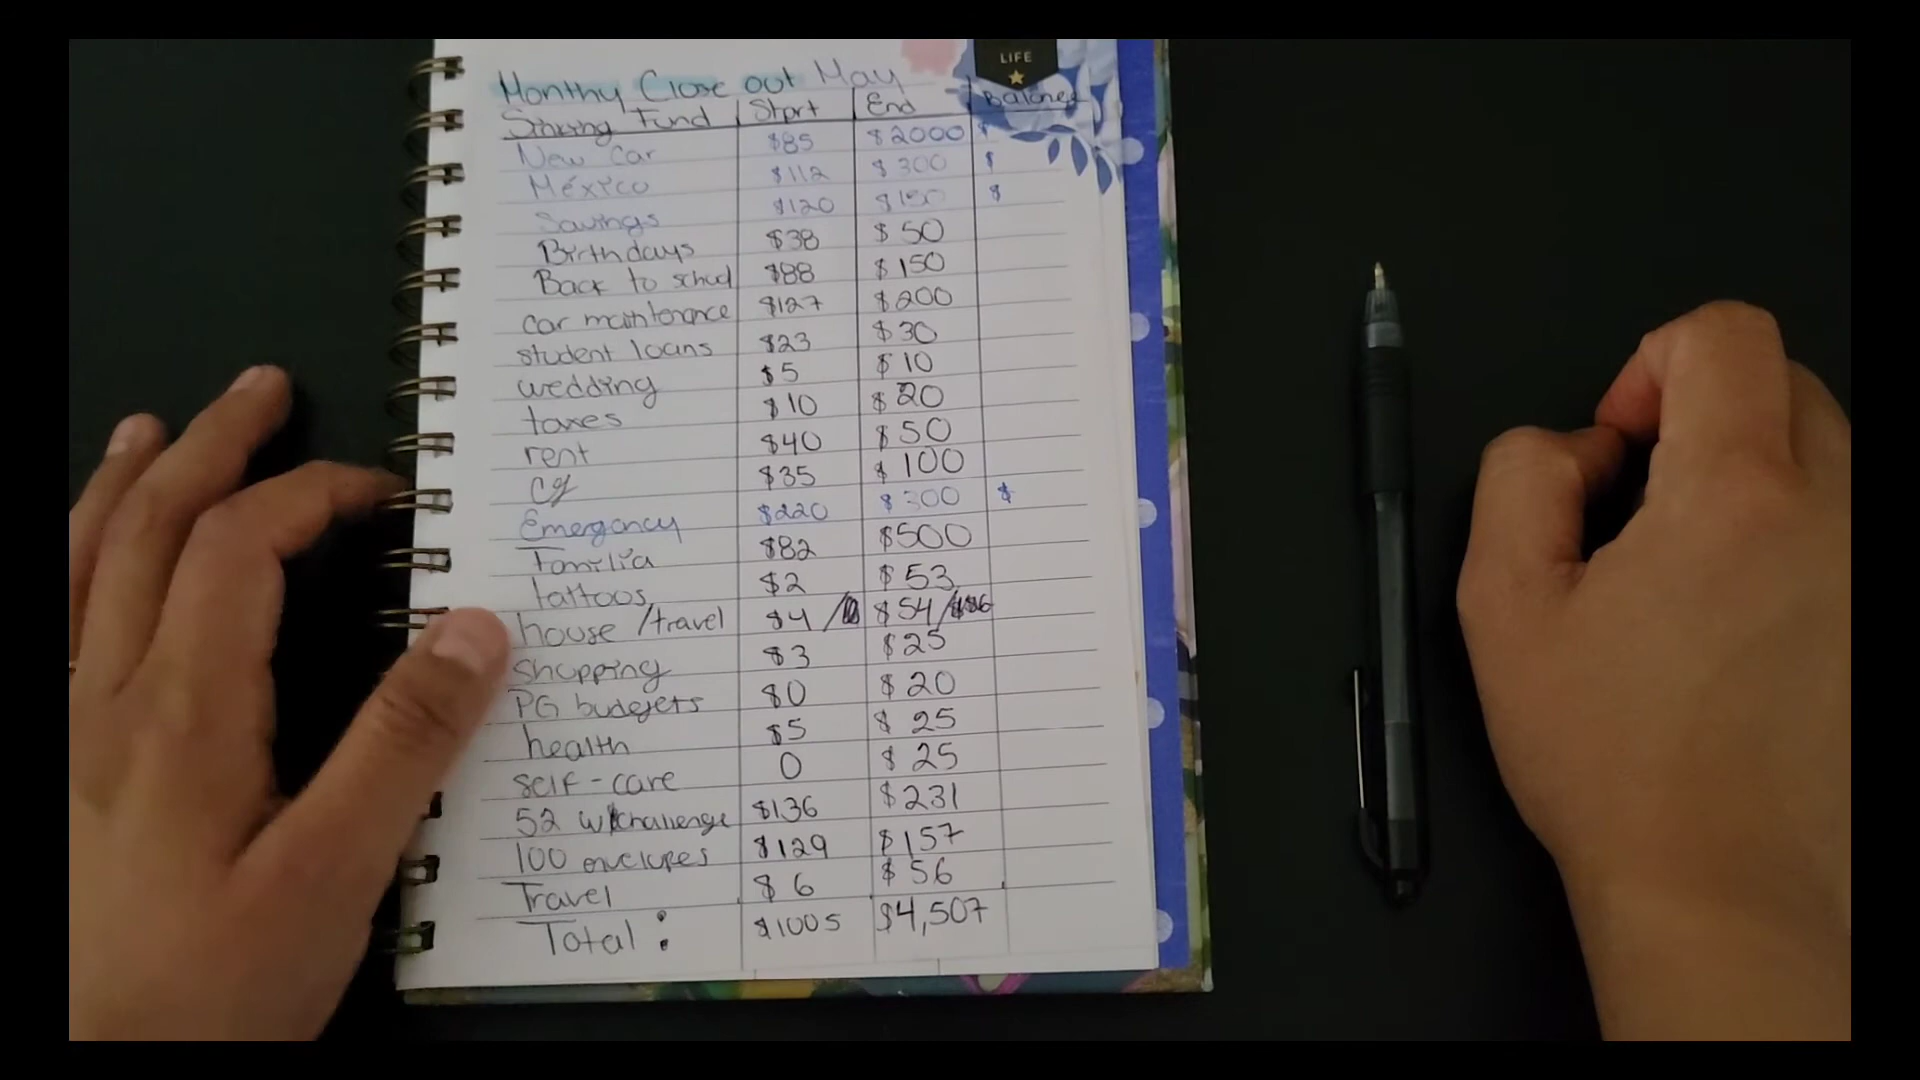 LIFE
Monthy Close out May
Sinking Fund Start End Balance
New Car $85 $2000 $
México $112 $300 $
Savings $120 $150 $
Birthdays $38 $50
Back to school $88 $150
car maintenance $127 $200
student loans $23 $30
wedding $5 $10
taxes $10 $20
rent $40 $50
$35 $100
Emergency $220 $300 $
Familia $82 $500
tattoos $2 $53
house/travel $4/ $54/
shopping $3 $25
PG budgets $0 $20
health $5 $25
self-care 0 $25
52 wk challenge $136 $231
100 envelopes $129 $157
Travel $6 $56
Total: $1005 $4,507